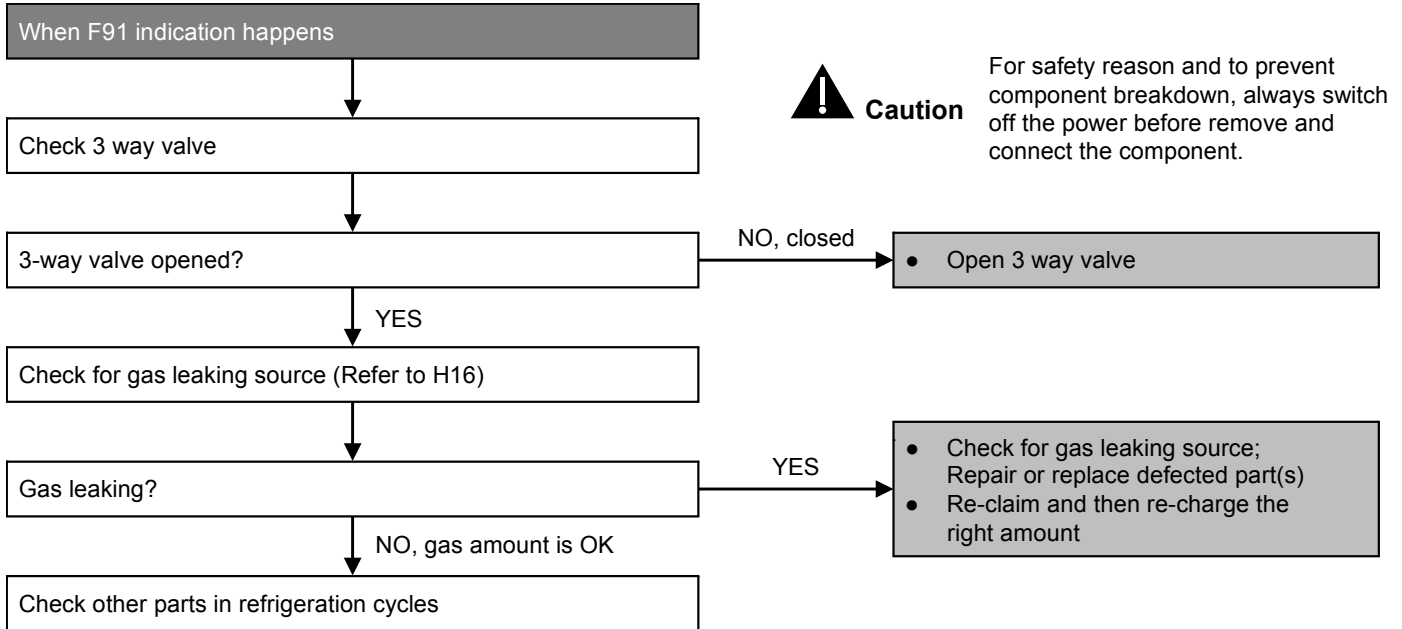 When F91 indication happens
Caution
For safety reason and to prevent
component breakdown, always switch
off the power before remove and
connect the component.
Check 3 way valve
3-way valve opened?
NO, closed
● Open 3 way valve
YES
Check for gas leaking source (Refer to H16)
Gas leaking?
YES
● Check for gas leaking source;
Repair or replace defected part(s)
● Re-claim and then re-charge the
right amount
NO, gas amount is OK
Check other parts in refrigeration cycles